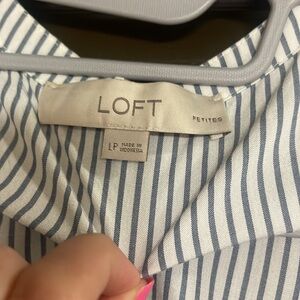 LOFT
PETITES
LP
MADE IN
INDONESIA